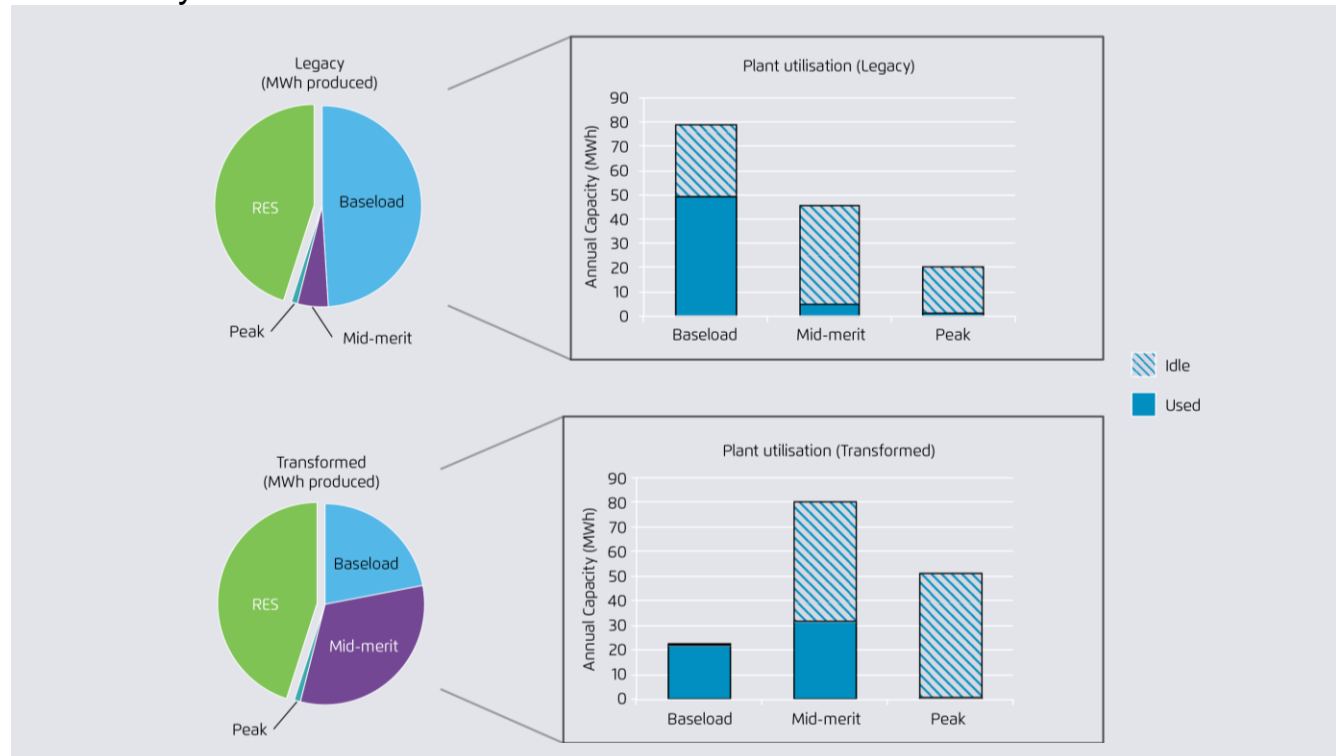 Legacy
(MWh produced)
RES
Baseload
Peak
Mid-merit
Plant utilisation (Legacy)
Annual Capacity (MWh)
90
80
70
60
50
40
30
20
10
0
Baseload Mid-merit Peak
Idle
Used
Transformed
(MWh produced)
RES
Baseload
Mid-merit
Peak
Plant utilisation (Transformed)
Annual Capacity (MWh)
90
80
70
60
50
40
30
20
10
0
Baseload Mid-merit Peak